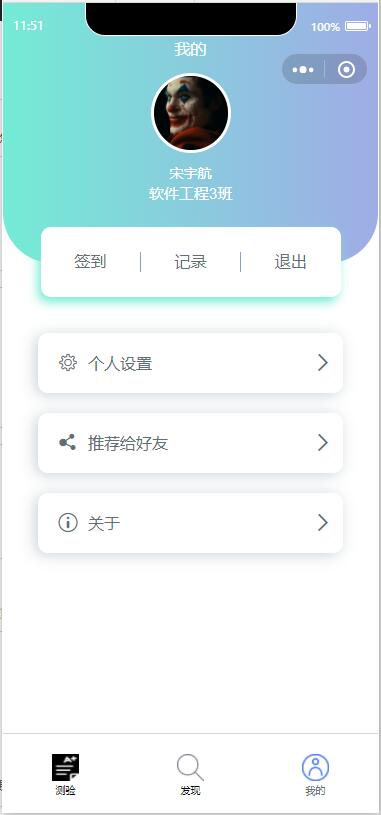 11:51
100%
我的
宋宇航
软件工程3班
签到 记录 退出
个人设置
推荐给好友
关于
测验 发现 我的